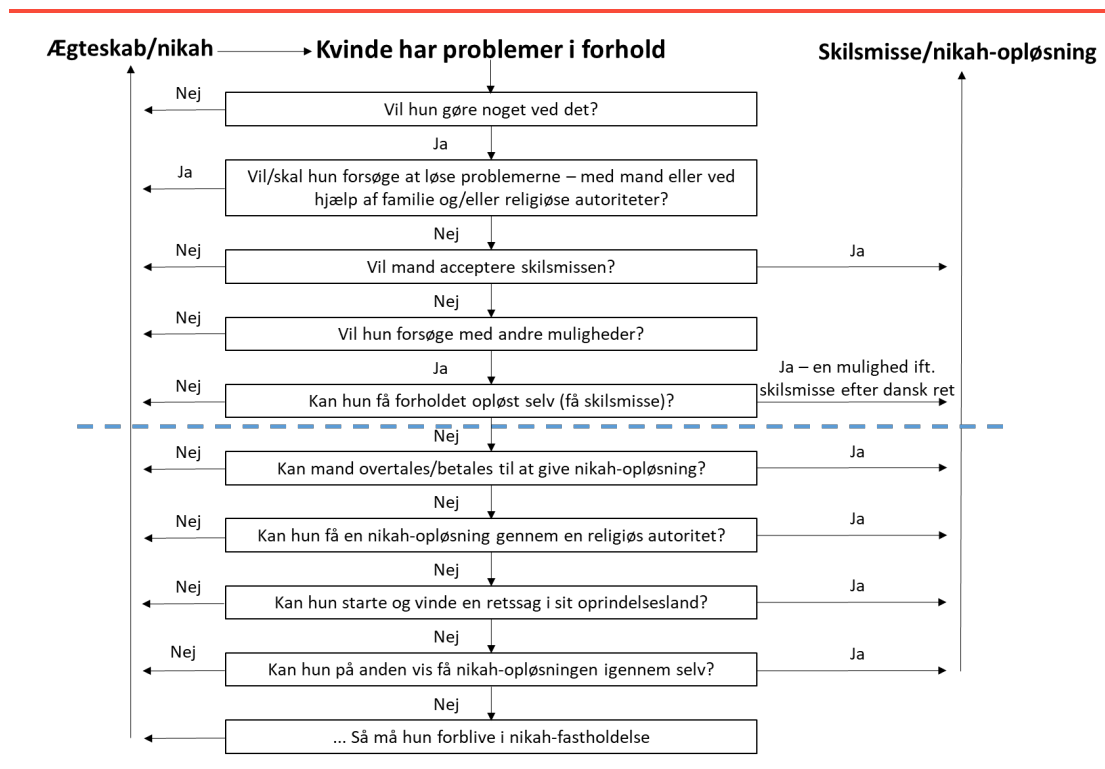 Ægteskab/nikah
Kvinde har problemer i forhold
Skilsmisse/nikah-opløsning
Nej
Vil hun gøre noget ved det?
Ja
Ja
Vil/skal hun forsøge at løse problemerne – med mand eller ved
hjælp af familie og/eller religiøse autoriteter?
Nej
Nej
Vil mand acceptere skilsmissen?
Ja
Nej
Nej
Vil hun forsøge med andre muligheder?
Ja
Nej
Kan hun få forholdet opløst selv (få skilsmisse)?
Ja – en mulighed ift.
skilsmisse efter dansk ret
Nej
Nej
Kan mand overtales/betales til at give nikah-opløsning?
Ja
Nej
Nej
Kan hun få en nikah-opløsning gennem en religiøs autoritet?
Ja
Nej
Nej
Kan hun starte og vinde en retssag i sit oprindelsesland?
Ja
Nej
Nej
Kan hun på anden vis få nikah-opløsningen igennem selv?
Ja
Nej
... Så må hun forblive i nikah-fastholdelse